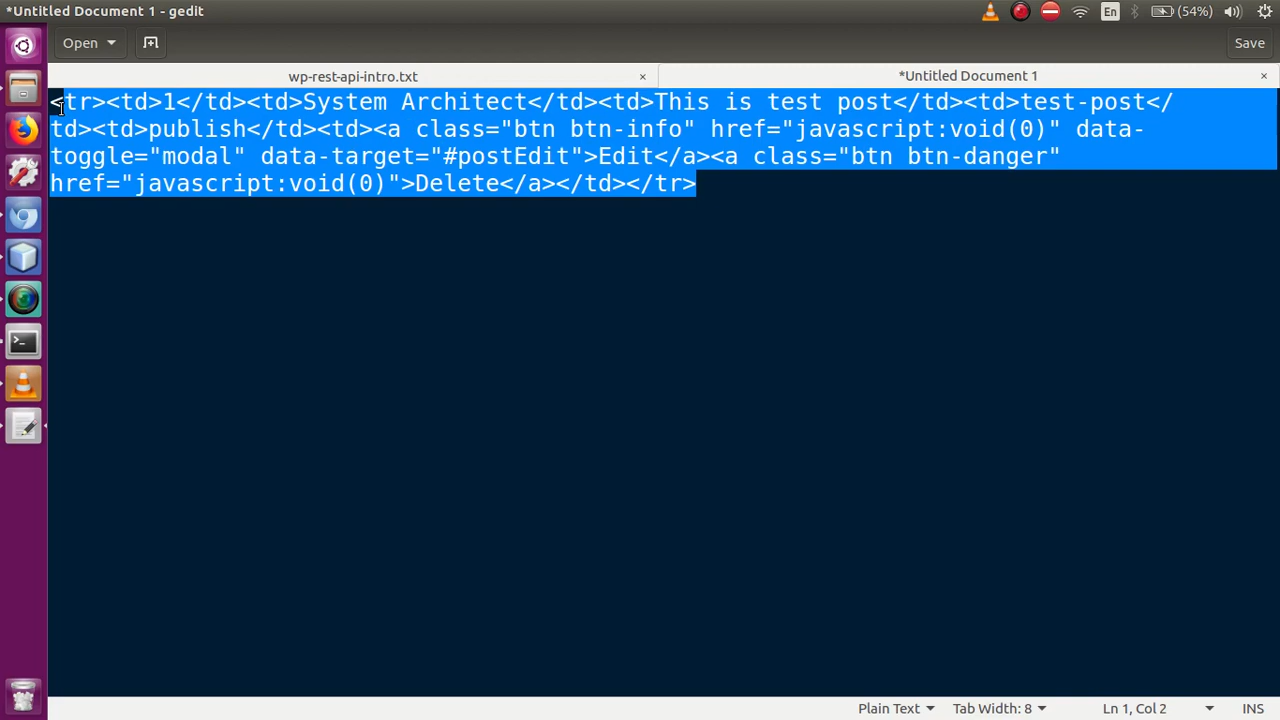 *Untitled Document 1 - gedit
En
(54%)
Open
Save
wp-rest-api-intro.txt
*Untitled Document 1
<tr><td>1</td><td>System Architect</td><td>This is test post</td><td>test-post</
td><td>publish</td><td><a class="btn btn-info" href="javascript:void(0)" data-
toggle="modal" data-target="#postEdit">Edit</a><a class="btn btn-danger"
href="javascript:void(0)">Delete</a></td></tr>
Plain Text
Tab Width: 8
Ln 1, Col 2
INS